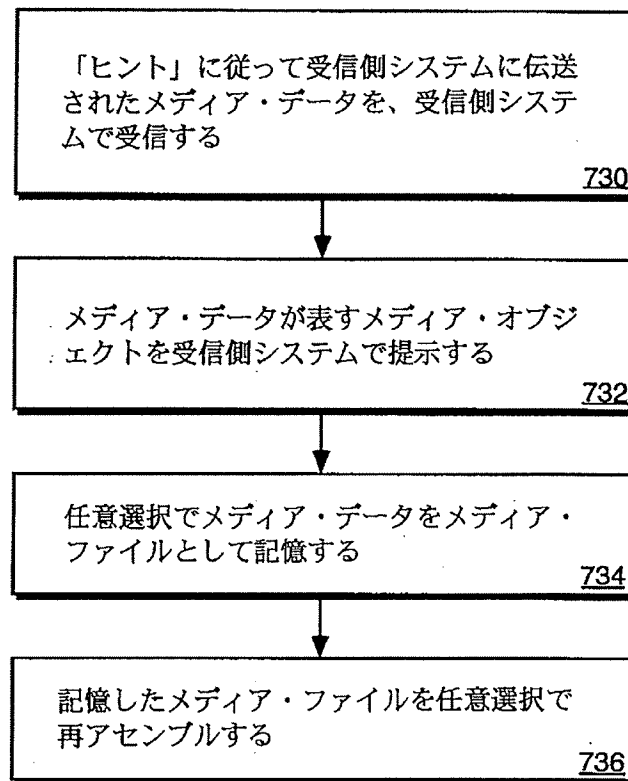 「ヒント」に従って受信側システムに伝送
されたメディア・データを、受信側システ
ムで受信する
730
メディア・データが表すメディア・オブジ
ェクトを受信側システムで提示する
732
任意選択でメディア・データをメディア・
ファイルとして記憶する
734
記憶したメディア・ファイルを任意選択で
再アセンブルする
736